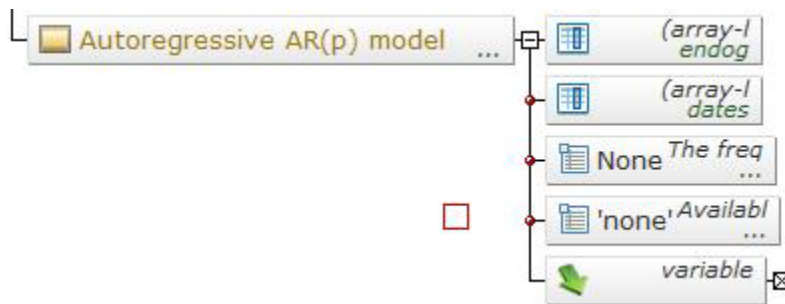 Autoregressive AR(p) model ...
(array-l
endog
(array-l
dates
None The freq
...
'none' Availabl
...
variable